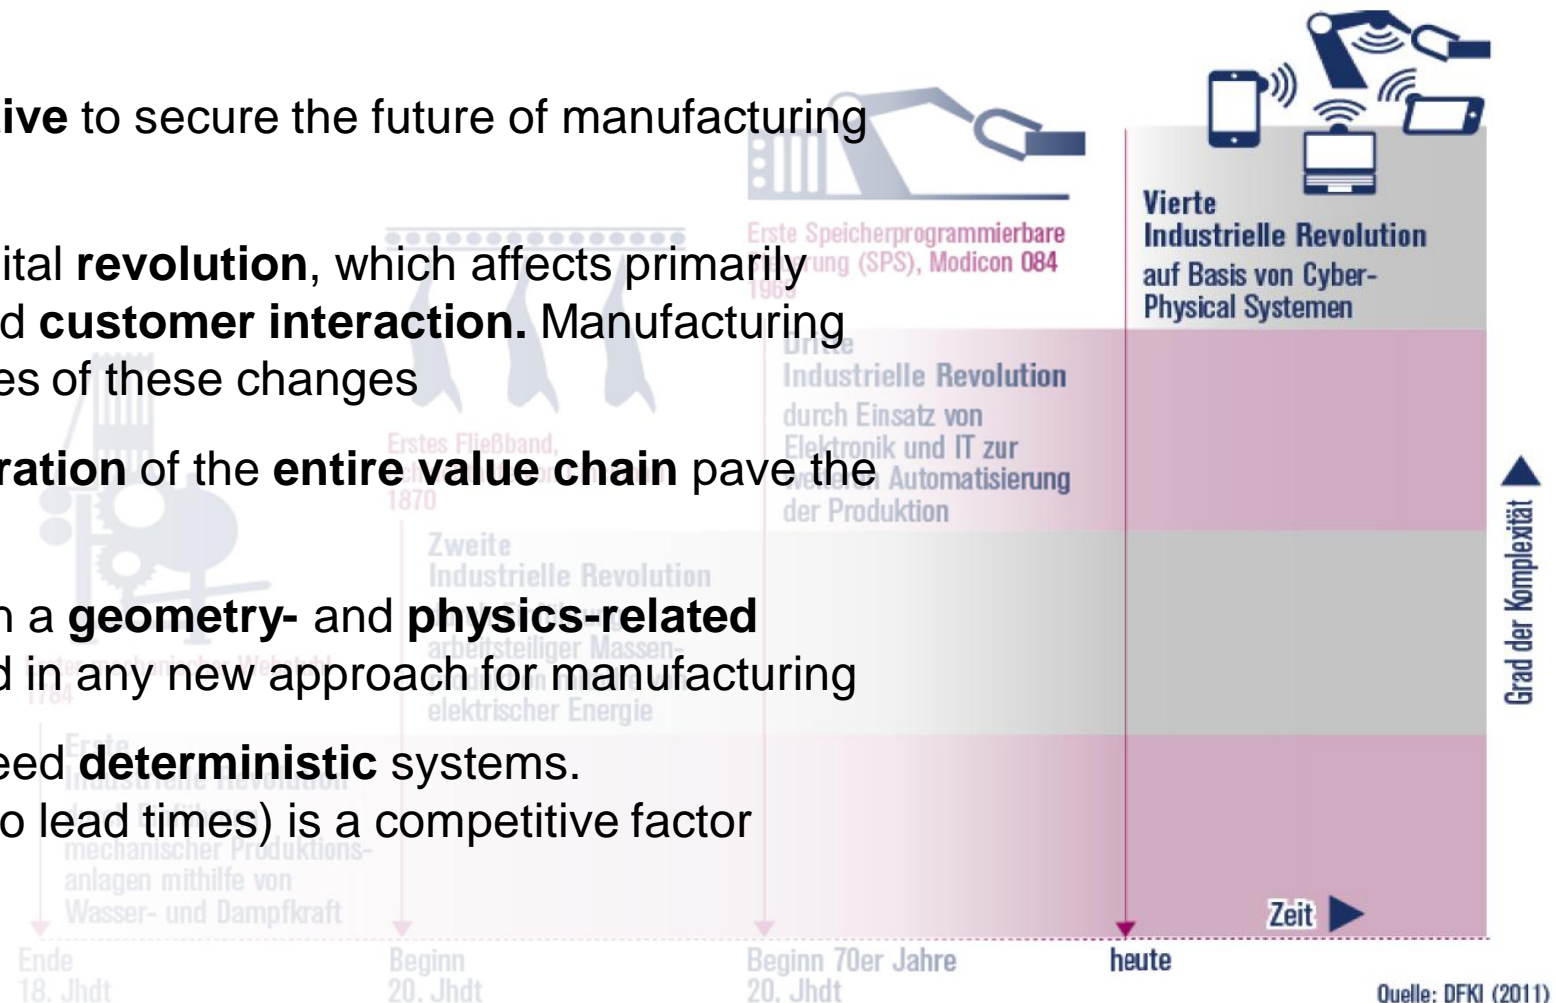 ive to secure the future of manufacturing
ital revolution, which affects primarily
d customer interaction. Manufacturing
es of these changes
ration of the entire value chain pave the
n a geometry- and physics-related
d in any new approach for manufacturing
eed deterministic systems.
o lead times) is a competitive factor
Vierte
Industrielle Revolution
auf Basis von Cyber-
Physical Systemen
Erste Speicherprogrammierbare
(SPS), Modicon 084
1969
Dritte
Industrielle Revolution
durch Einsatz von
Elektronik und IT zur
weiteren Automatisierung
der Produktion
Erstes Fließband,
1870
Zweite
Industrielle Revolution
arbeitsteiliger Massen-
elektrischer Energie
1784
Erste
Industrielle Revolution
mechanischer Produktions-
anlagen mithilfe von
Wasser- und Dampfkraft
Grad der Komplexität
Zeit
Ende
18. Jhdt
Beginn
20. Jhdt
Beginn 70er Jahre
20. Jhdt
heute
Quelle: DFKI (2011)